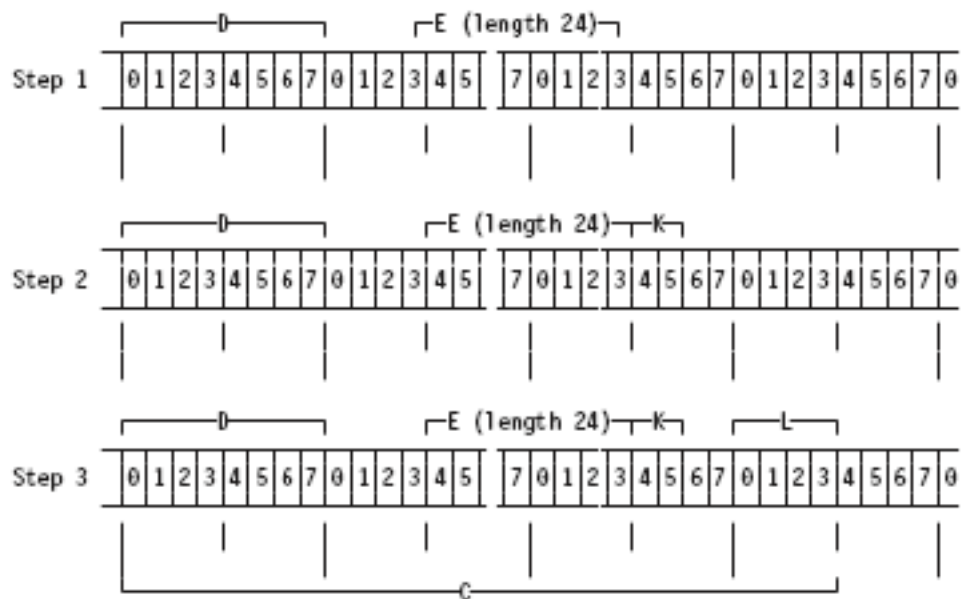 D E (length 24)
Step 1 0 1 2 3 4 5 6 7 0 1 2 3 4 5 7 0 1 2 3 4 5 6 7 0 1 2 3 4 5 6 7 0
D E (length 24) K
Step 2 0 1 2 3 4 5 6 7 0 1 2 3 4 5 7 0 1 2 3 4 5 6 7 0 1 2 3 4 5 6 7 0
D E (length 24) K L
Step 3 0 1 2 3 4 5 6 7 0 1 2 3 4 5 7 0 1 2 3 4 5 6 7 0 1 2 3 4 5 6 7 0
C